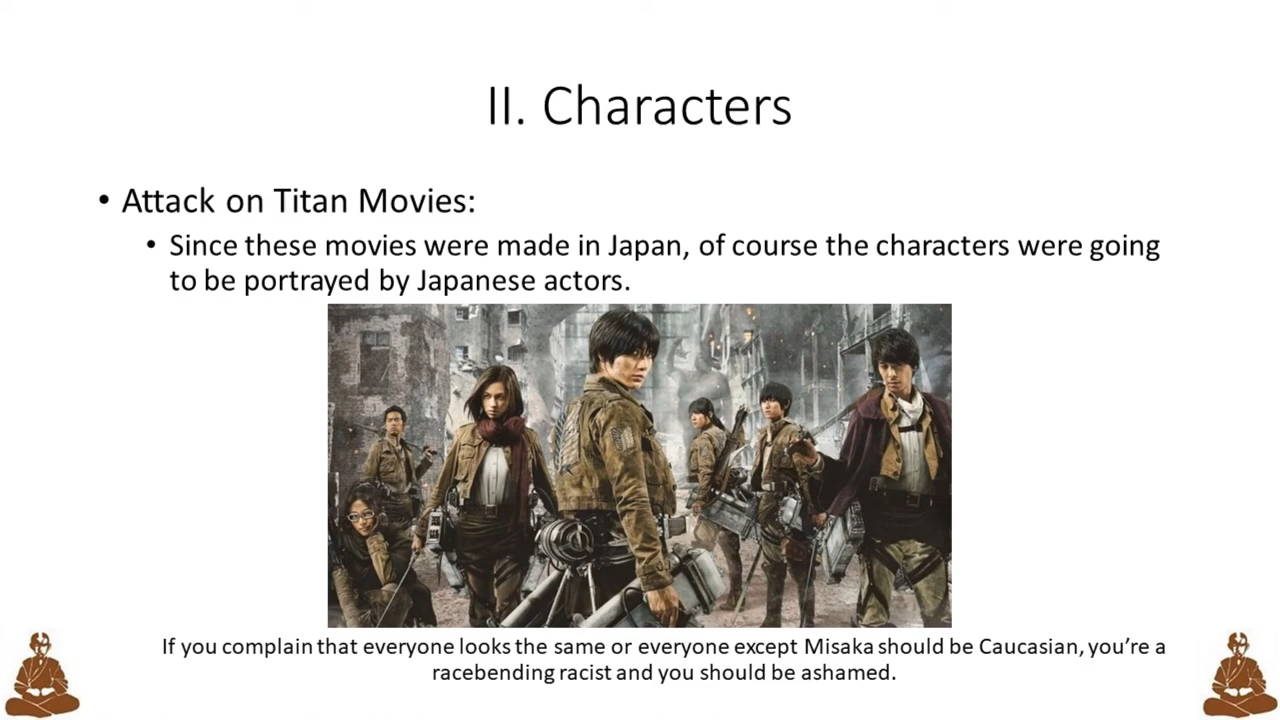 II. Characters
• Attack on Titan Movies:
• Since these movies were made in Japan, of course the characters were going
to be portrayed by Japanese actors.
If you complain that everyone looks the same or everyone except Misaka should be Caucasian, you’re a
racebending racist and you should be ashamed.